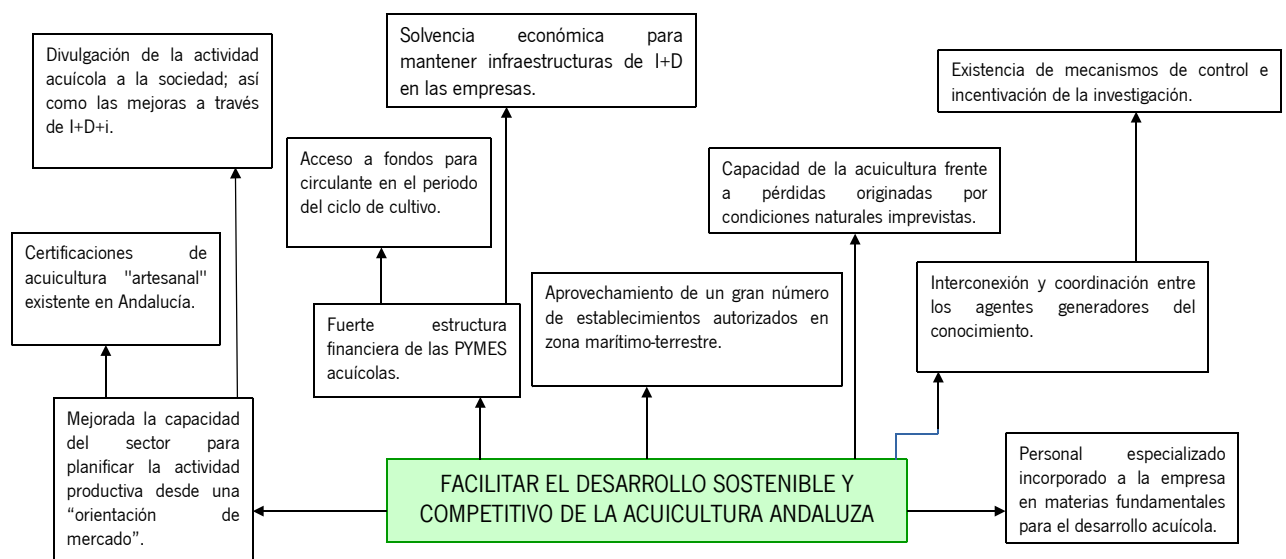 Divulgación de la actividad
acuícola a la sociedad; así
como las mejoras a través
de I+D+i.
Solvencia económica para
mantener infraestructuras de I+D
en las empresas.
Existencia de mecanismos de control e
incentivación de la investigación.
Acceso a fondos para
circulante en el periodo
del ciclo de cultivo.
Capacidad de la acuicultura frente
a pérdidas originadas por
condiciones naturales imprevistas.
Certificaciones de
acuicultura "artesanal"
existente en Andalucía.
Fuerte estructura
financiera de las PYMES
acuícolas.
Aprovechamiento de un gran número
de establecimientos autorizados en
zona marítimo-terrestre.
Interconexión y coordinación entre
los agentes generadores del
conocimiento.
Mejorada la capacidad
del sector para
planificar la actividad
productiva desde una
“orientación de
mercado”.
FACILITAR EL DESARROLLO SOSTENIBLE Y
COMPETITIVO DE LA ACUICULTURA ANDALUZA
Personal especializado
incorporado a la empresa
en materias fundamentales
para el desarrollo acuícola.